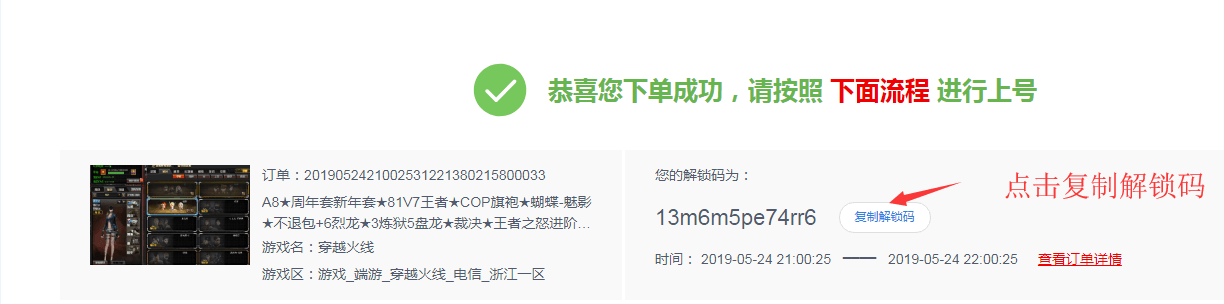 恭喜您下单成功，请按照 下面流程 进行上号
订单：2019052421002531221380215800033
A8★周年套新年套★81V7王者★COP旗袍★蝴蝶-魅影
★不退包+6烈龙★3炼狱5盘龙★裁决★王者之怒进阶...
游戏名：穿越火线
游戏区：游戏_端游_穿越火线_电信_浙江一区
您的解锁码为：
13m6m5pe74rr6 复制解锁码
点击复制解锁码
时间： 2019-05-24 21:00:25 —— 2019-05-24 22:00:25 查看订单详情